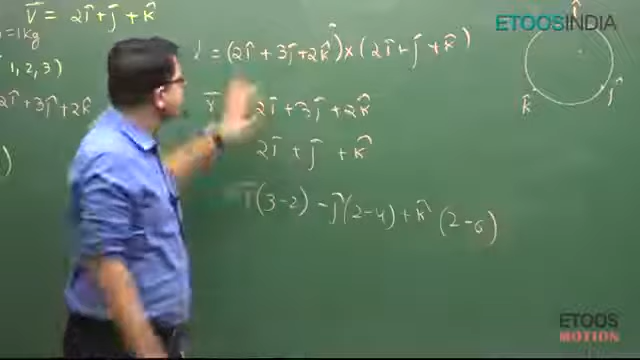 V̄ = 2î + ĵ + k̂
=1kg
1, 2, 3)
2î+3ĵ+2k̂
)
l = (2î + 3ĵ + 2k̂) × (2î + ĵ + k̂)
r̄ 2î + 3ĵ + 2k̂
2î + ĵ + k̂
î(3-2) - ĵ(2-4) + k̂ (2-6)
k̂ ĵ
ETOOSINDIA
ETOOS
MOTION